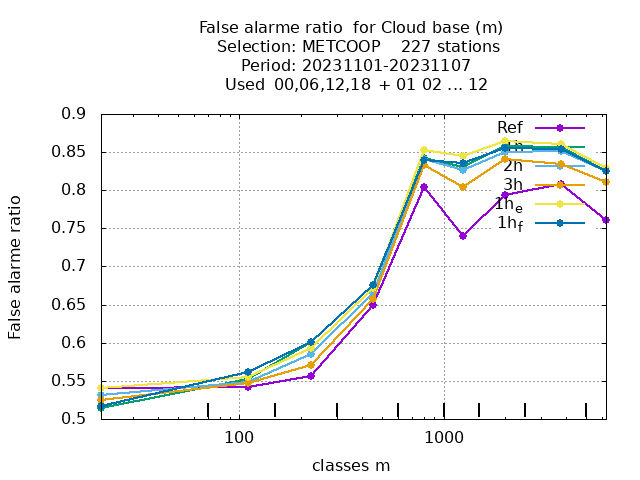 False alarme ratio  for Cloud base (m)
Selection: METCOOP    227 stations
Period: 20231101-20231107
Used  00,06,12,18  + 01 02 ... 12
0.9
0.85
0.8
0.75
0.7
0.65
0.6
0.55
0.5
False alarme ratio
Ref
1h
2h
3h
1he
1hf
100
1000
classes m